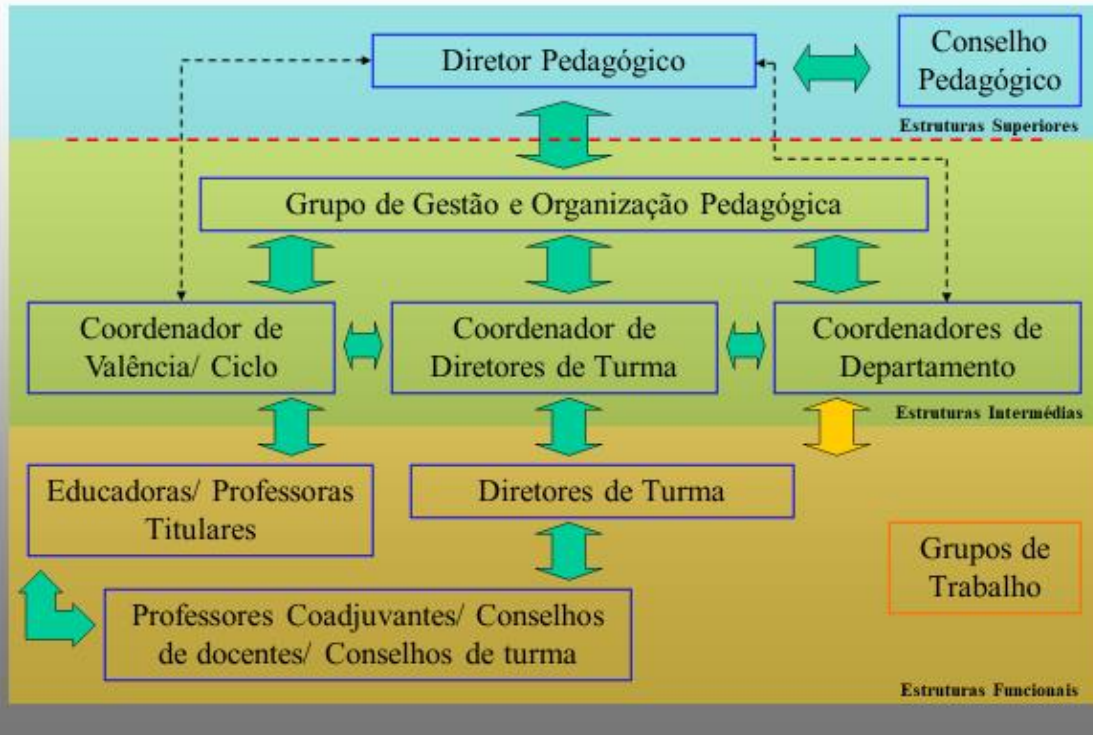 Diretor Pedagógico
Conselho
Pedagógico
Estruturas Superiores
Grupo de Gestão e Organização Pedagógica
Coordenador de
Valência/ Ciclo
Coordenador de
Diretores de Turma
Coordenadores de
Departamento
Estruturas Intermédias
Educadoras/ Professoras
Titulares
Diretores de Turma
Grupos de
Trabalho
Professores Coadjuvantes/ Conselhos
de docentes/ Conselhos de turma
Estruturas Funcionais